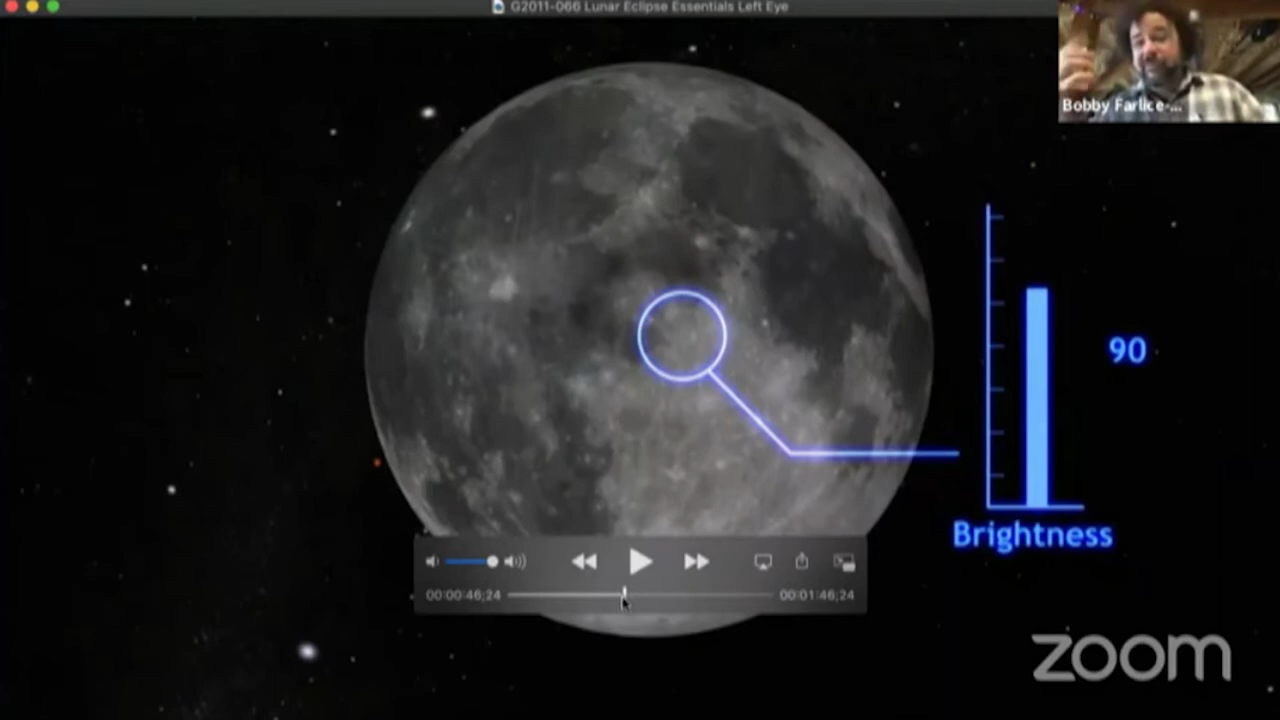 G2011-066 Lunar Eclipse Essentials Left Eye
Bobby Farlice-...
90
Brightness
00:00:46;24
00:01:46;24
zoom